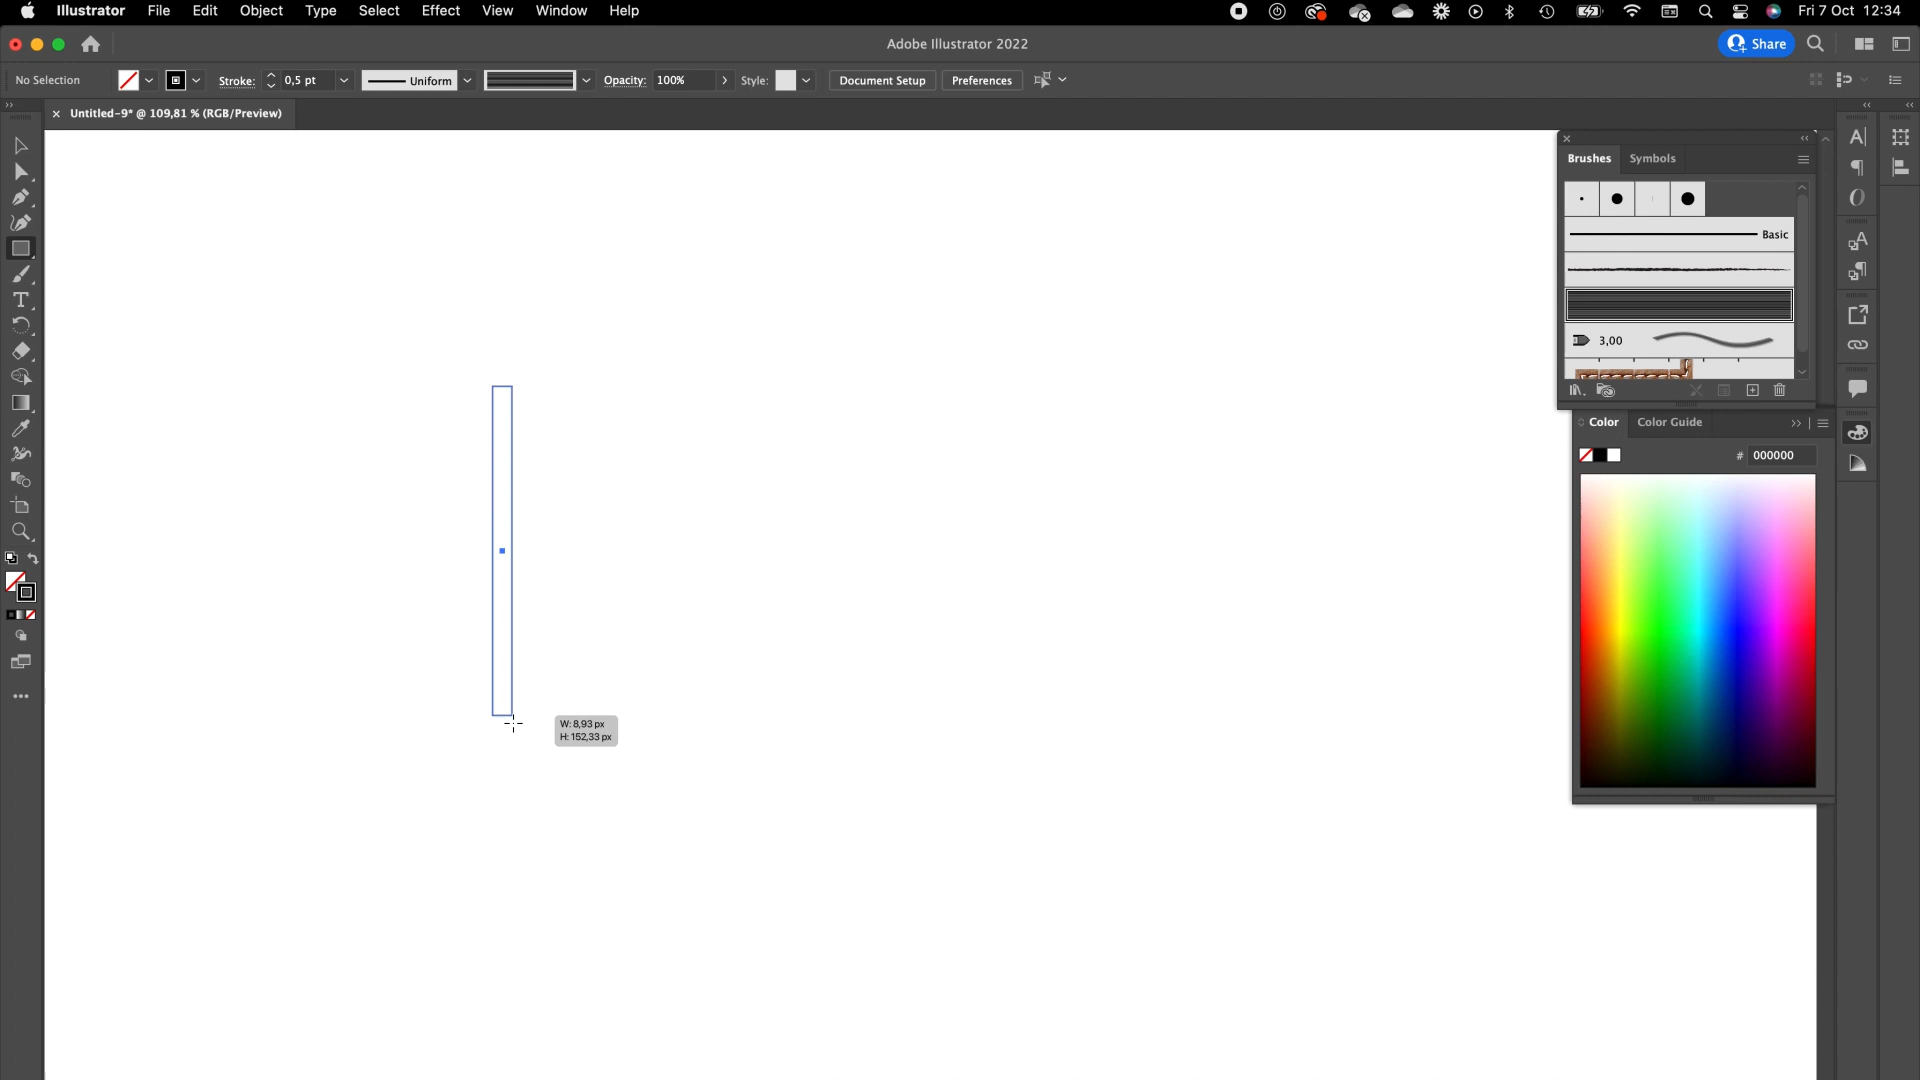 Illustrator File Edit Object Type Select Effect View Window Help Fri 7 Oct 12:34
Adobe Illustrator 2022 Share
No Selection Stroke: 0,5 pt Uniform Opacity: 100% Style: Document Setup Preferences
Untitled-9* @ 109,81 % (RGB/Preview)
Brushes Symbols
Basic
3,00
Color Color Guide
# 000000
W: 8,93 px
H: 152,33 px